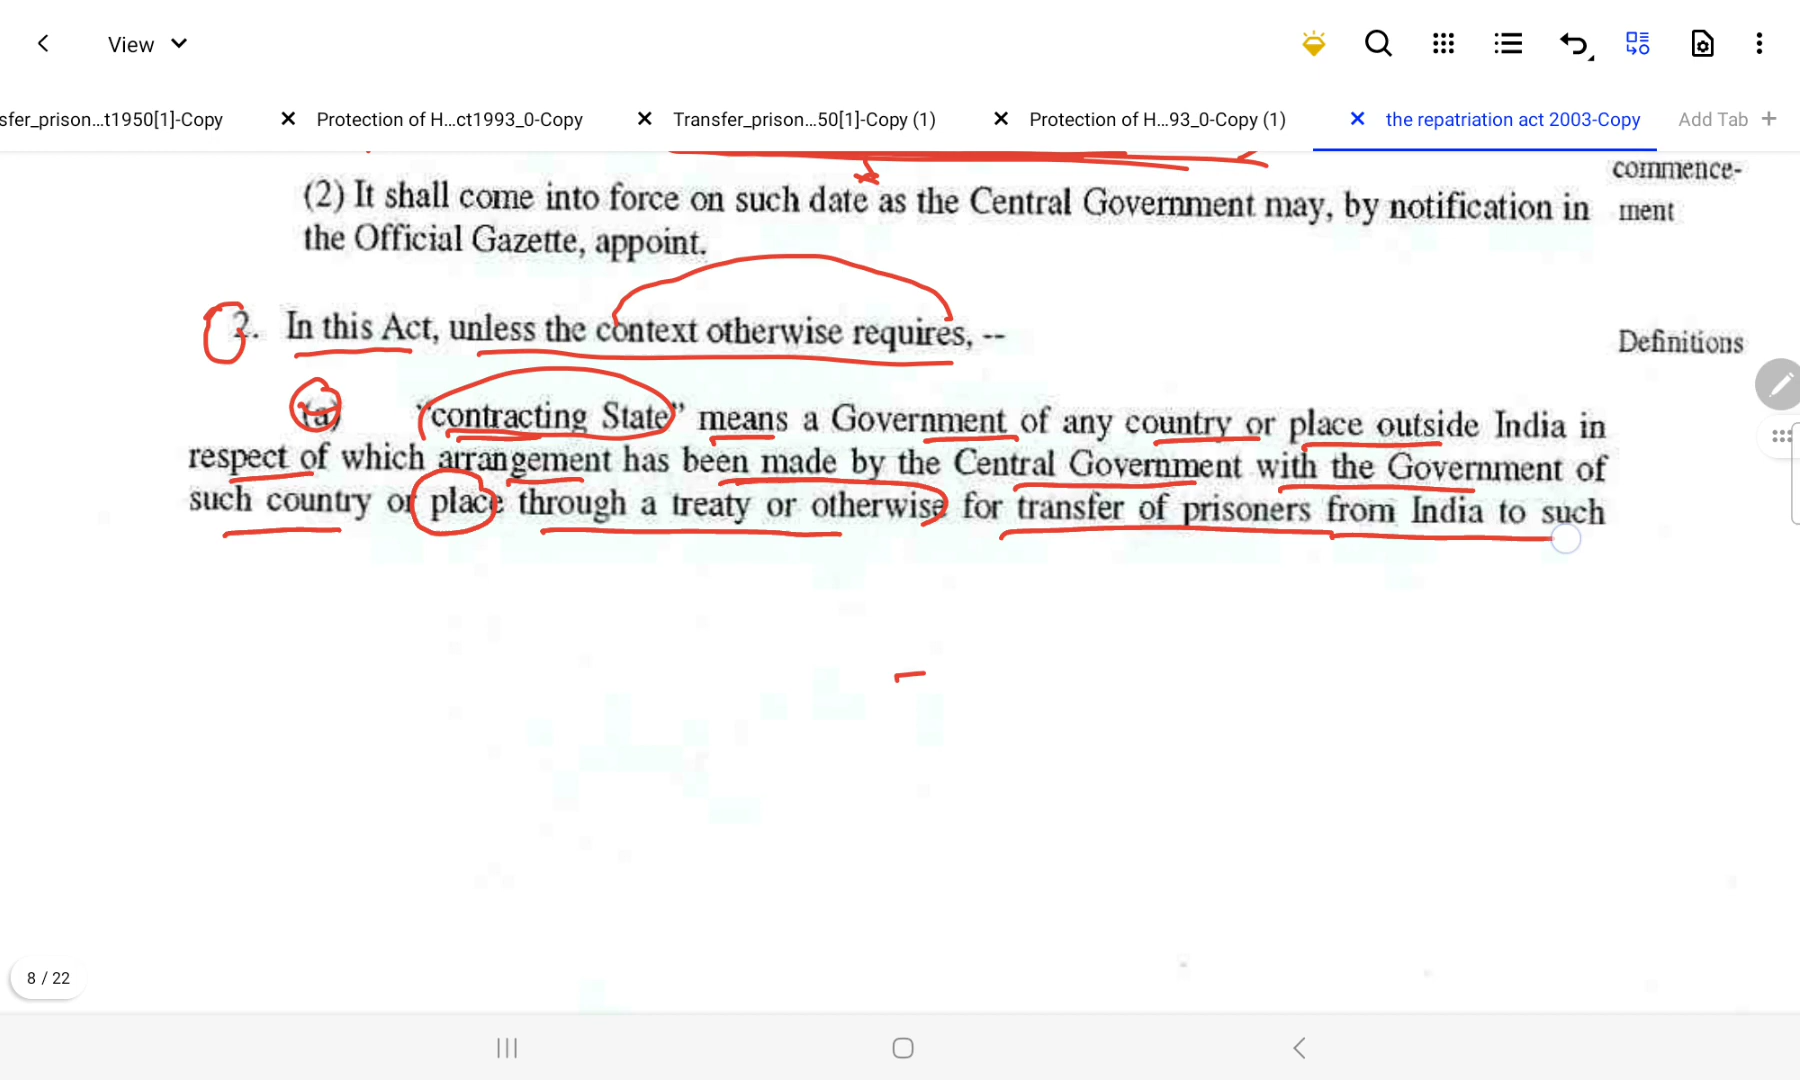 View
sfer_prison...t1950[1]-Copy
Protection of H...ct1993_0-Copy
Transfer_prison...50[1]-Copy (1)
Protection of H...93_0-Copy (1)
the repatriation act 2003-Copy
Add Tab +
commence-
(2) It shall come into force on such date as the Central Government may, by notification in
ment
the Official Gazette, appoint.
2. In this Act, unless the context otherwise requires, --
Definitions
(a) "contracting State" means a Government of any country or place outside India in
respect of which arrangement has been made by the Central Government with the Government of
such country or place through a treaty or otherwise for transfer of prisoners from India to such
8 / 22